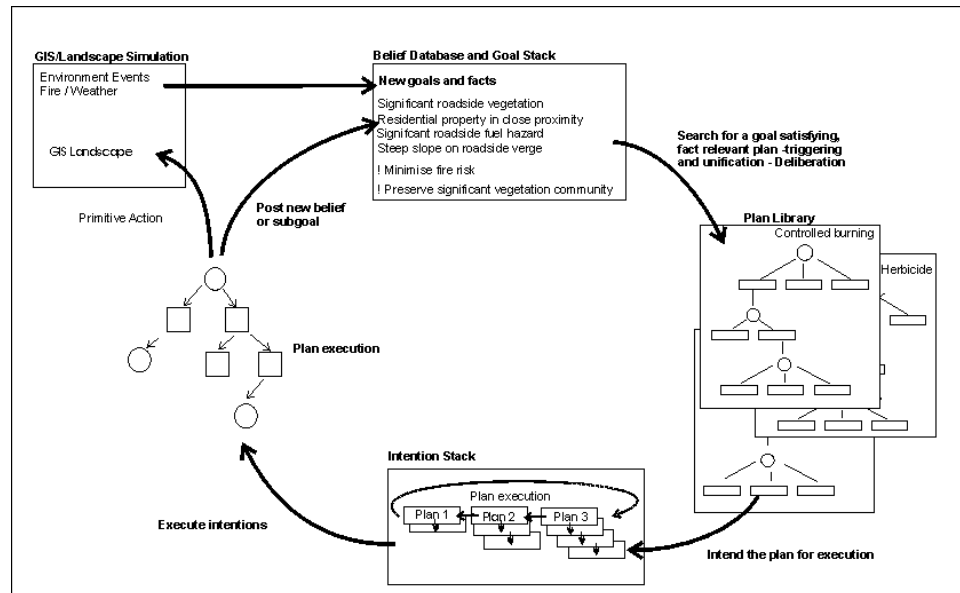 GIS/Landscape Simulation
Environment Events
Fire / Weather
GIS Landscape
Belief Database and Goal Stack
New goals and facts
Significant roadside vegetation
Residential property in close proximity
Signifcant roadside fuel hazard
Steep slope on roadside verge
! Minimise fire risk
! Preserve significant vegetation community
Search for a goal satisfying,
fact relevant plan -triggering
and unification - Deliberation
Primitive Action
Post new belief
or subgoal
Plan Library
Controlled burning
Herbicide
Plan execution
Intention Stack
Plan execution
Plan 1
Plan 2
Plan 3
Execute intentions
Intend the plan for execution